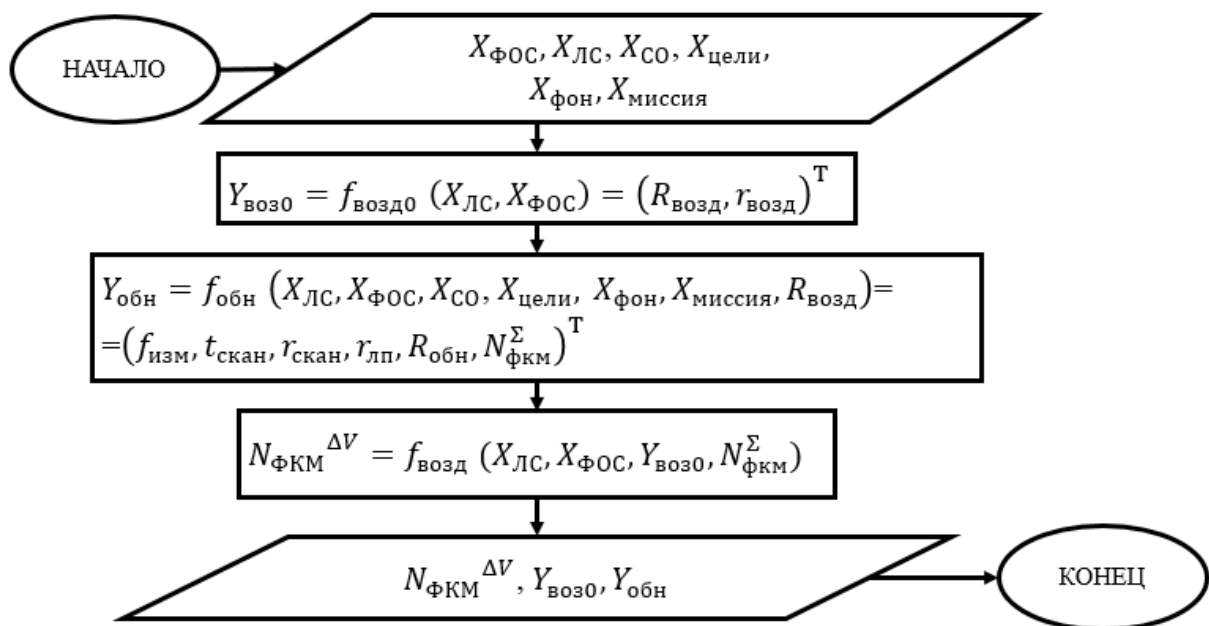 НАЧАЛО
X_ФОС, X_ЛС, X_СО, X_цели,
X_фон, X_миссия
Y_воз0 = f_возд0 (X_ЛС, X_ФОС) = (R_возд, r_возд)^T
Y_обн = f_обн (X_ЛС, X_ФОС, X_СО, X_цели, X_фон, X_миссия, R_возд)=
=(f_изм, t_скан, r_скан, r_лп, R_обн, N_фкм^Σ)^T
N_ФКМ^ΔV = f_возд (X_ЛС, X_ФОС, Y_воз0, N_фкм^Σ)
N_ФКМ^ΔV, Y_воз0, Y_обн
КОНЕЦ